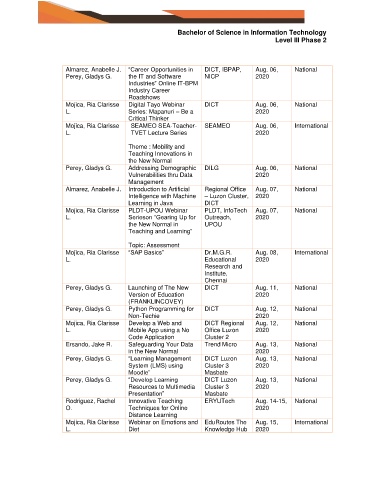 Bachelor of Science in Information Technology
Level III Phase 2
Almarez, Anabelle J. "Career Opportunities in DICT, IBPAP, Aug. 06, National
Perey, Gladys G. the IT and Software NICP 2020
Industries" Online IT-BPM
Industry Career
Roadshows
Mojica, Ria Clarisse Digital Tayo Webinar DICT Aug. 06, National
L. Series: Mapanuri – Be a 2020
Critical Thinker
Mojica, Ria Clarisse SEAMEO SEA-Teacher- SEAMEO Aug. 06, International
L. TVET Lecture Series 2020
Theme : Mobility and
Teaching Innovations in
the New Normal
Perey, Gladys G. Addressing Demographic DILG Aug. 06, National
Vulnerabilities thru Data 2020
Management
Almarez, Anabelle J. Introduction to Artificial Regional Office Aug. 07, National
Intelligence with Machine – Luzon Cluster, 2020
Learning in Java DICT
Mojica, Ria Clarisse PLDT-UPOU Webinar PLDT, InfoTech Aug. 07, National
L. Serieson "Gearing Up for Outreach, 2020
the New Normal in UPOU
Teaching and Learning"
Topic: Assessment
Mojica, Ria Clarisse "SAP Basics" Dr.M.G.R. Aug. 08, International
L. Educational 2020
Research and
Institute,
Chennai
Perey, Gladys G. Launching of The New DICT Aug. 11, National
Version of Education 2020
(FRANKLINCOVEY)
Perey, Gladys G. Python Programming for DICT Aug. 12, National
Non-Techie 2020
Mojica, Ria Clarisse Develop a Web and DICT Regional Aug. 12, National
L. Mobile App using a No Office Luzon 2020
Code Application Cluster 2
Ersando, Jake R. Safeguarding Your Data Trend Micro Aug. 13, National
in the New Normal 2020
Perey, Gladys G. "Learning Management DICT Luzon Aug. 13, National
System (LMS) using Cluster 3 2020
Moodle" Masbate
Perey, Gladys G. "Develop Learning DICT Luzon Aug. 13, National
Resources to Multimedia Cluster 3 2020
Presentation" Masbate
Rodriguez, Rachel Innovative Teaching ERYUTech Aug. 14-15, National
O. Techniques for Online 2020
Distance Learning
Mojica, Ria Clarisse Webinar on Emotions and EduRoutes The Aug. 15, International
L. Diet Knowledge Hub 2020